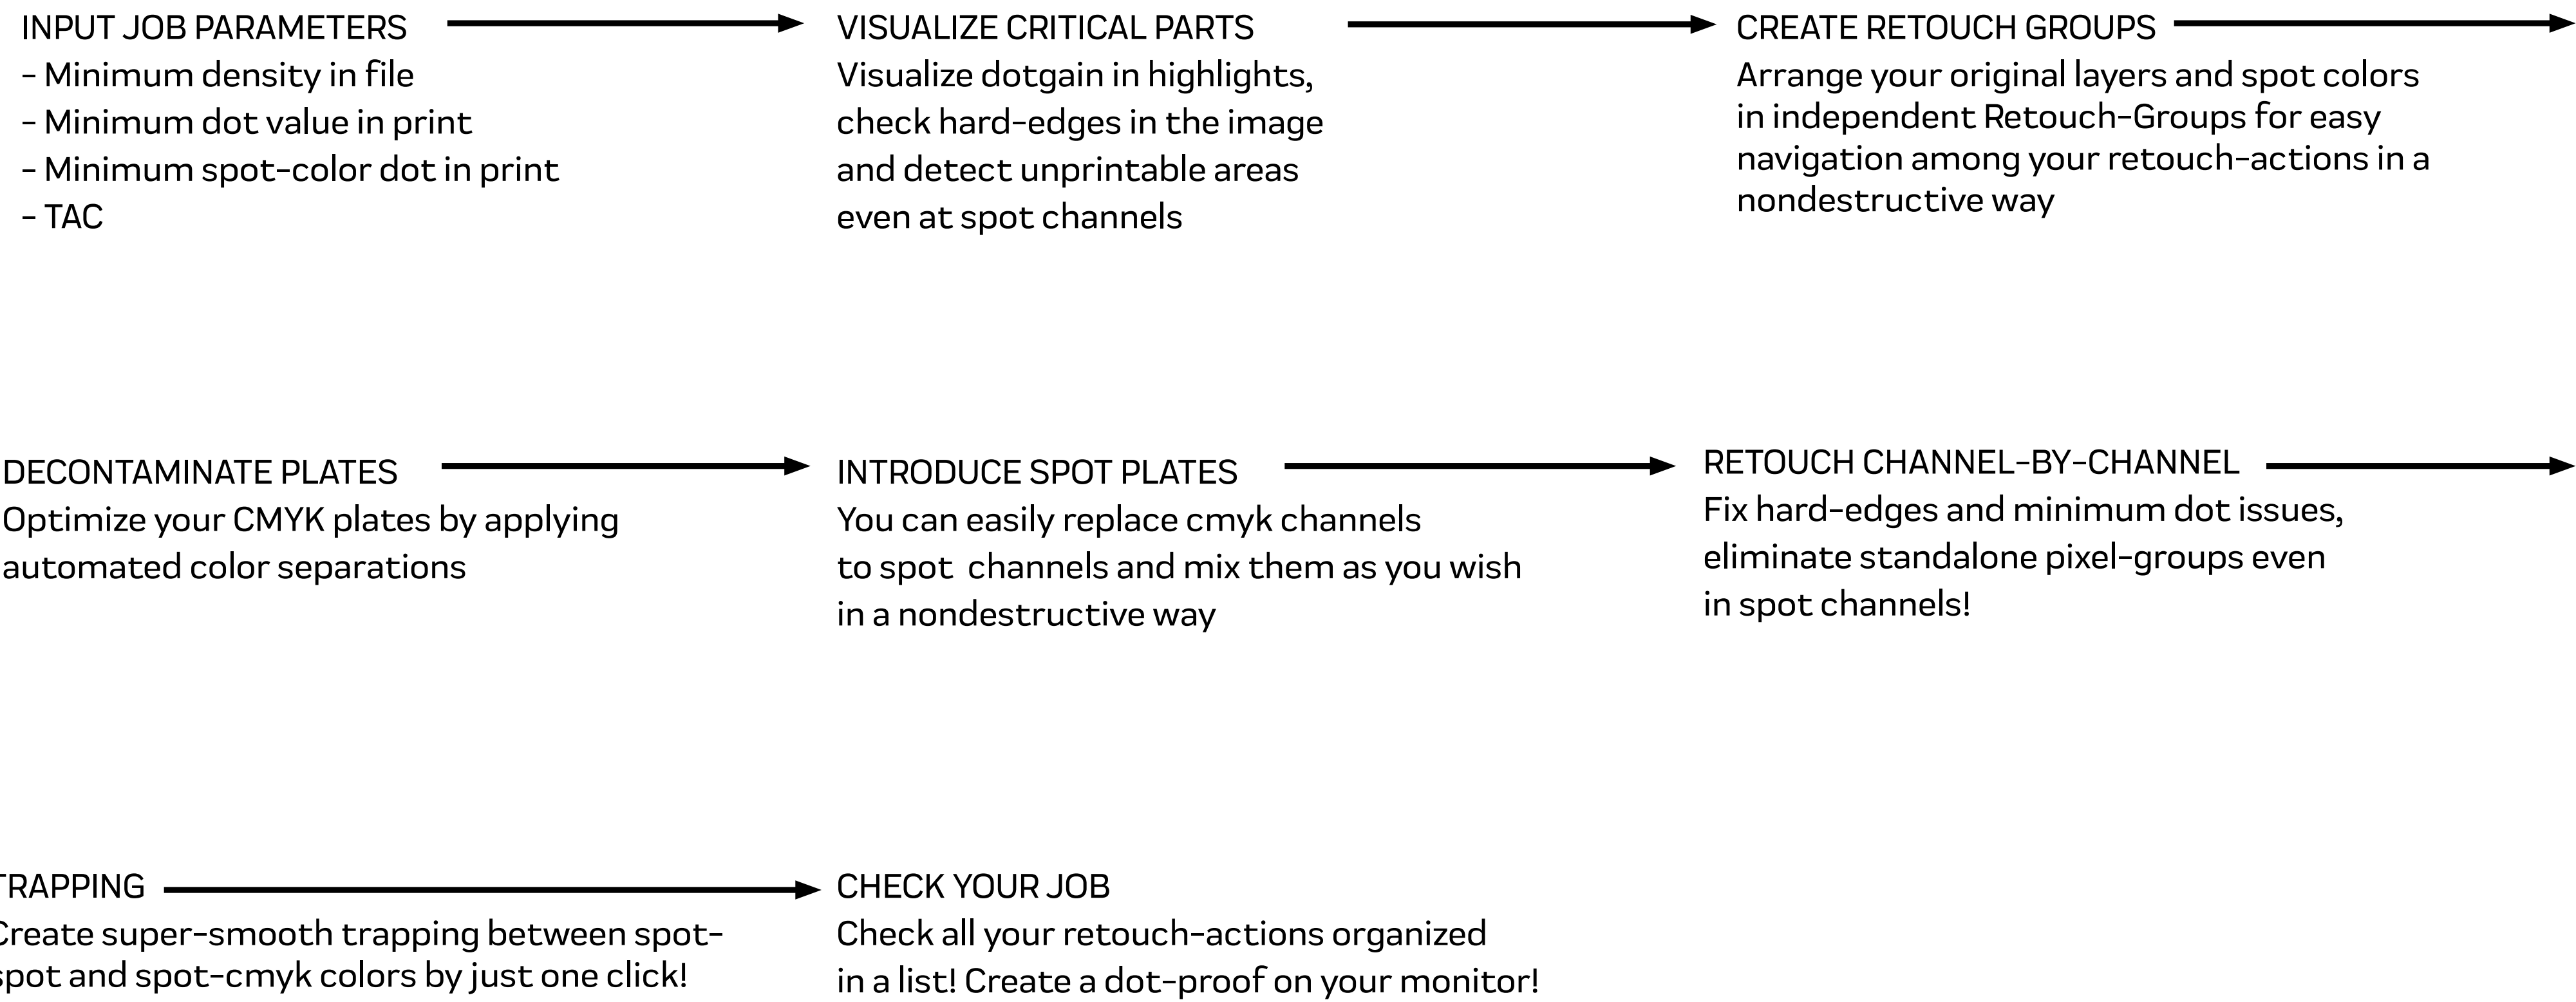 INPUT JOB PARAMETERS
- Minimum density in file
- Minimum dot value in print
- Minimum spot-color dot in print
- TAC
VISUALIZE CRITICAL PARTS
Visualize dotgain in highlights,
check hard-edges in the image
and detect unprintable areas
even at spot channels
CREATE RETOUCH GROUPS
Arrange your original layers and spot colors
in independent Retouch-Groups for easy
navigation among your retouch-actions in a
nondestructive way
DECONTAMINATE PLATES
Optimize your CMYK plates by applying
automated color separations
INTRODUCE SPOT PLATES
You can easily replace cmyk channels
to spot channels and mix them as you wish
in a nondestructive way
RETOUCH CHANNEL-BY-CHANNEL
Fix hard-edges and minimum dot issues,
eliminate standalone pixel-groups even
in spot channels!
TRAPPING
Create super-smooth trapping between spot-
spot and spot-cmyk colors by just one click!
CHECK YOUR JOB
Check all your retouch-actions organized
in a list! Create a dot-proof on your monitor!